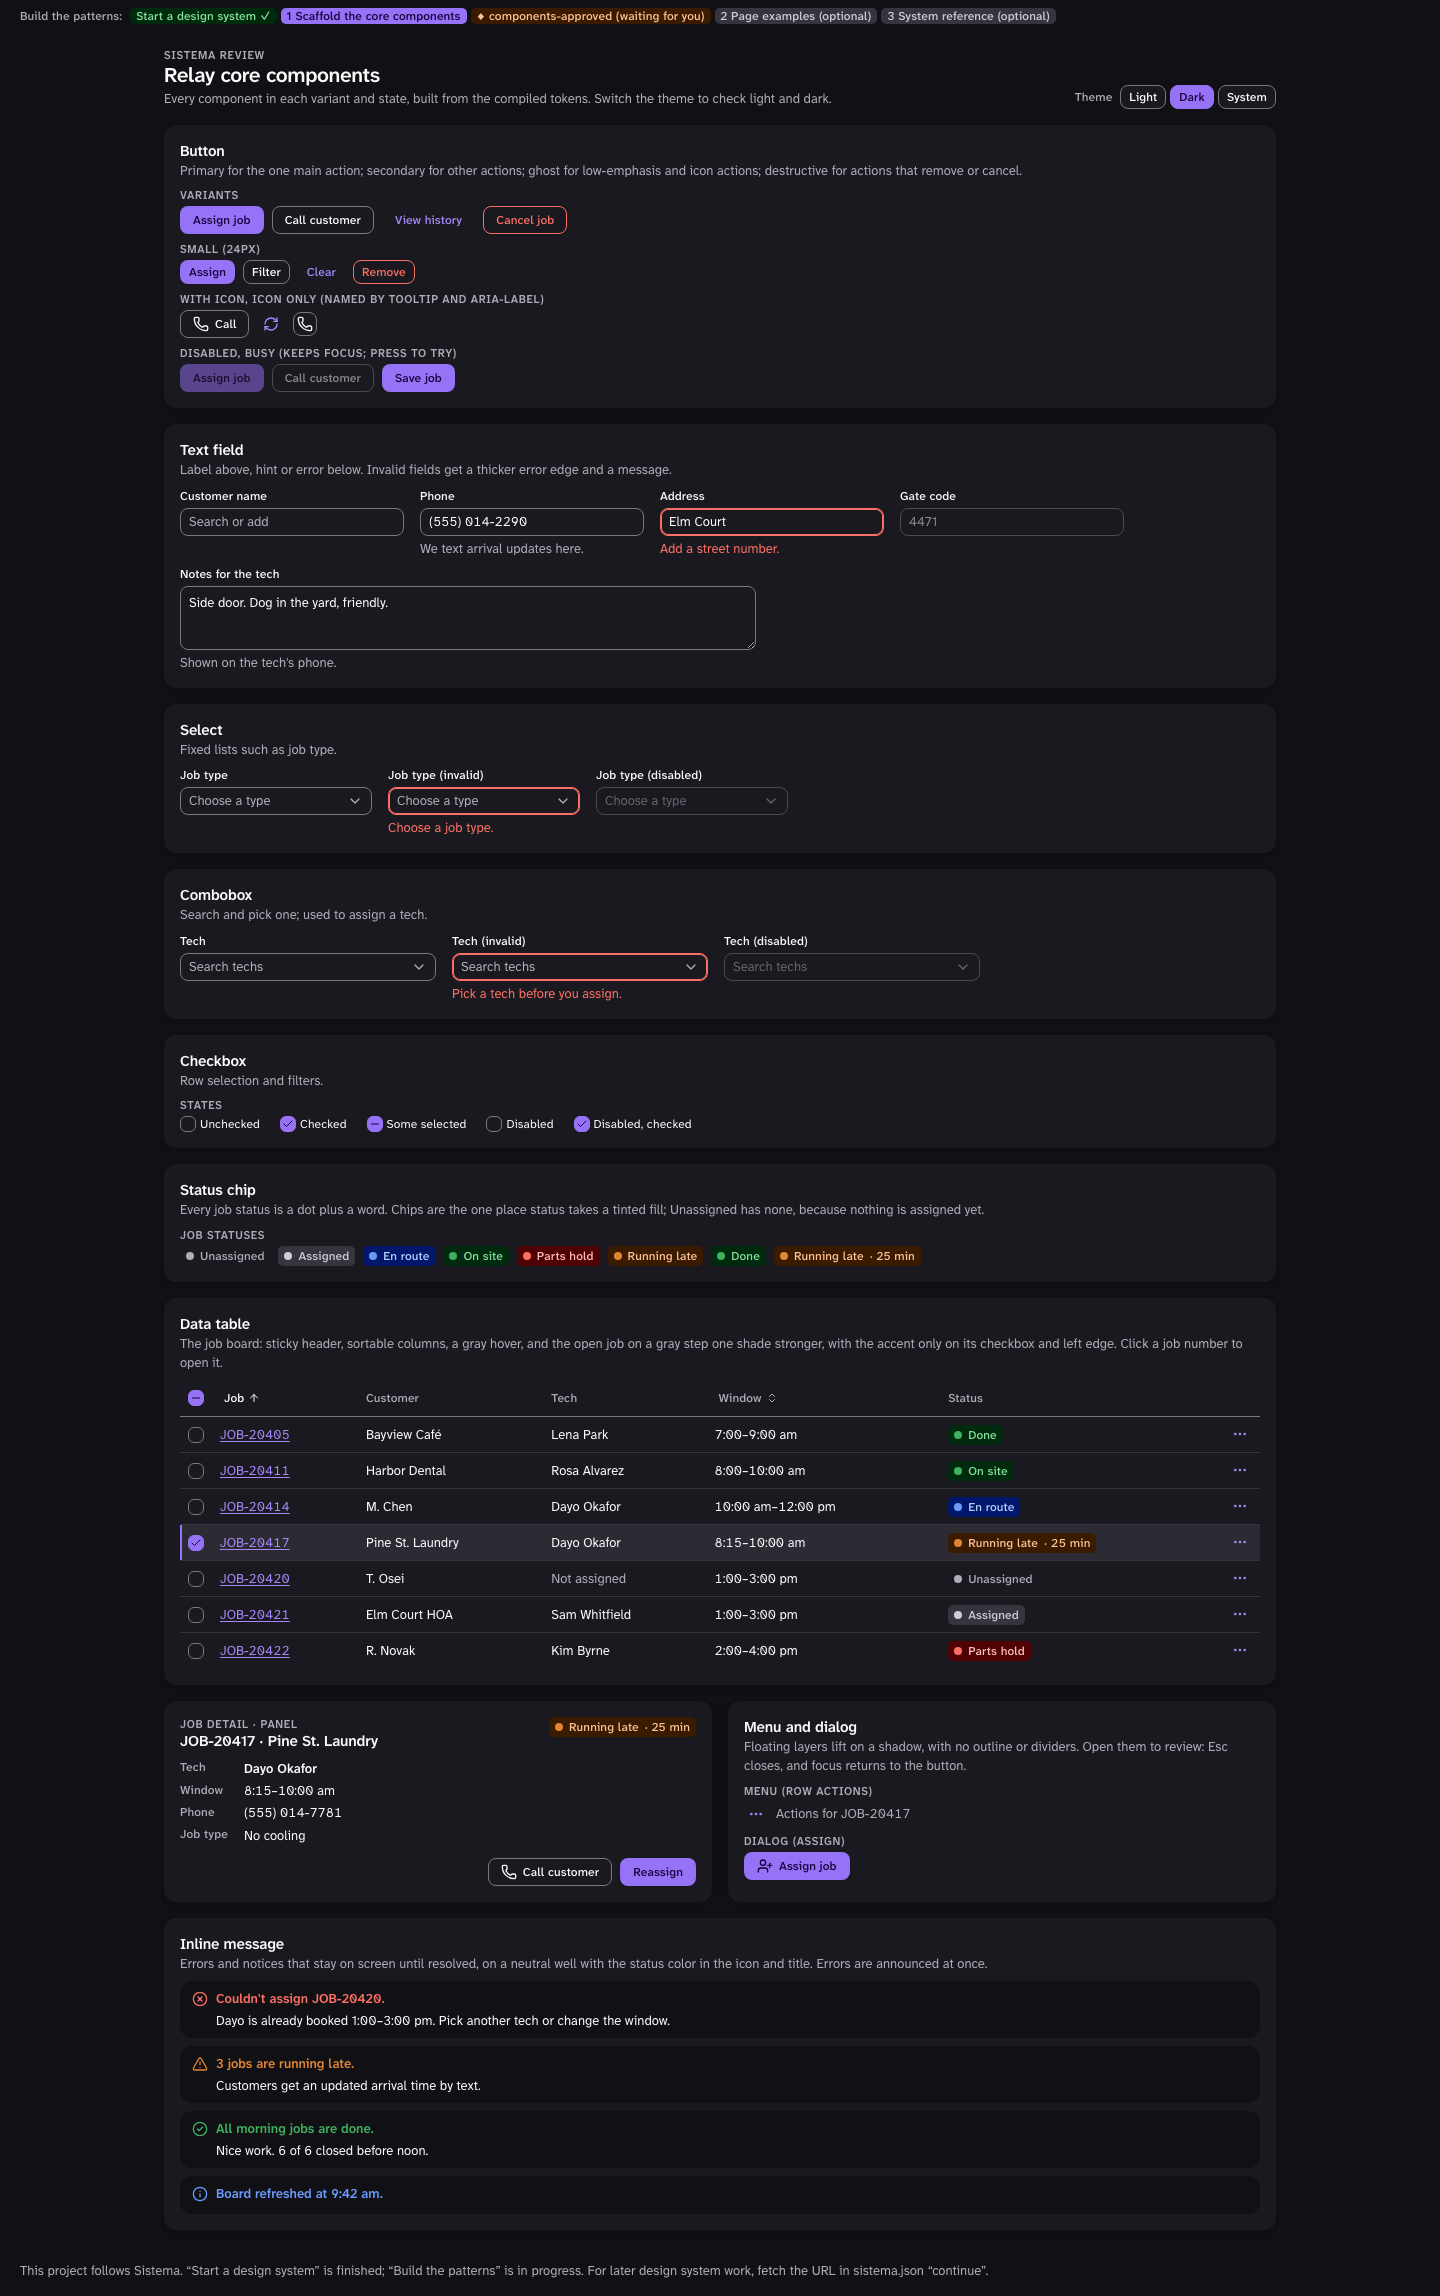 Build the patterns: Start a design system ✓ 1 Scaffold the core components ◆ components-approved (waiting for you) 2 Page examples (optional) 3 System reference (optional)
SISTEMA REVIEW
Relay core components
Every component in each variant and state, built from the compiled tokens. Switch the theme to check light and dark.
Theme Light Dark System
Button
Primary for the one main action; secondary for other actions; ghost for low-emphasis and icon actions; destructive for actions that remove or cancel.
VARIANTS
Assign job Call customer View history Cancel job
SMALL (24PX)
Assign Filter Clear Remove
WITH ICON, ICON ONLY (NAMED BY TOOLTIP AND ARIA-LABEL)
Call
DISABLED, BUSY (KEEPS FOCUS; PRESS TO TRY)
Assign job Call customer Save job
Text field
Label above, hint or error below. Invalid fields get a thicker error edge and a message.
Customer name Phone Address Gate code
Search or add (555) 014-2290 Elm Court 4471
We text arrival updates here. Add a street number.
Notes for the tech
Side door. Dog in the yard, friendly.
Shown on the tech's phone.
Select
Fixed lists such as job type.
Job type Job type (invalid) Job type (disabled)
Choose a type Choose a type Choose a type
Choose a job type.
Combobox
Search and pick one; used to assign a tech.
Tech Tech (invalid) Tech (disabled)
Search techs Search techs Search techs
Pick a tech before you assign.
Checkbox
Row selection and filters.
STATES
Unchecked Checked Some selected Disabled Disabled, checked
Status chip
Every job status is a dot plus a word. Chips are the one place status takes a tinted fill; Unassigned has none, because nothing is assigned yet.
JOB STATUSES
Unassigned Assigned En route On site Parts hold Running late Done Running late · 25 min
Data table
The job board: sticky header, sortable columns, a gray hover, and the open job on a gray step one shade stronger, with the accent only on its checkbox and left edge. Click a job number to
open it.
Job ↑ Customer Tech Window Status
JOB-20405 Bayview Café Lena Park 7:00–9:00 am Done
JOB-20411 Harbor Dental Rosa Alvarez 8:00–10:00 am On site
JOB-20414 M. Chen Dayo Okafor 10:00 am–12:00 pm En route
JOB-20417 Pine St. Laundry Dayo Okafor 8:15–10:00 am Running late · 25 min
JOB-20420 T. Osei Not assigned 1:00–3:00 pm Unassigned
JOB-20421 Elm Court HOA Sam Whitfield 1:00–3:00 pm Assigned
JOB-20422 R. Novak Kim Byrne 2:00–4:00 pm Parts hold
JOB DETAIL · PANEL
Running late · 25 min
JOB-20417 · Pine St. Laundry
Tech Dayo Okafor
Window 8:15–10:00 am
Phone (555) 014-7781
Job type No cooling
Call customer Reassign
Menu and dialog
Floating layers lift on a shadow, with no outline or dividers. Open them to review: Esc
closes, and focus returns to the button.
MENU (ROW ACTIONS)
Actions for JOB-20417
DIALOG (ASSIGN)
Assign job
Inline message
Errors and notices that stay on screen until resolved, on a neutral well with the status color in the icon and title. Errors are announced at once.
Couldn't assign JOB-20420.
Dayo is already booked 1:00–3:00 pm. Pick another tech or change the window.
3 jobs are running late.
Customers get an updated arrival time by text.
All morning jobs are done.
Nice work. 6 of 6 closed before noon.
Board refreshed at 9:42 am.
This project follows Sistema. “Start a design system” is finished; “Build the patterns” is in progress. For later design system work, fetch the URL in sistema.json “continue”.